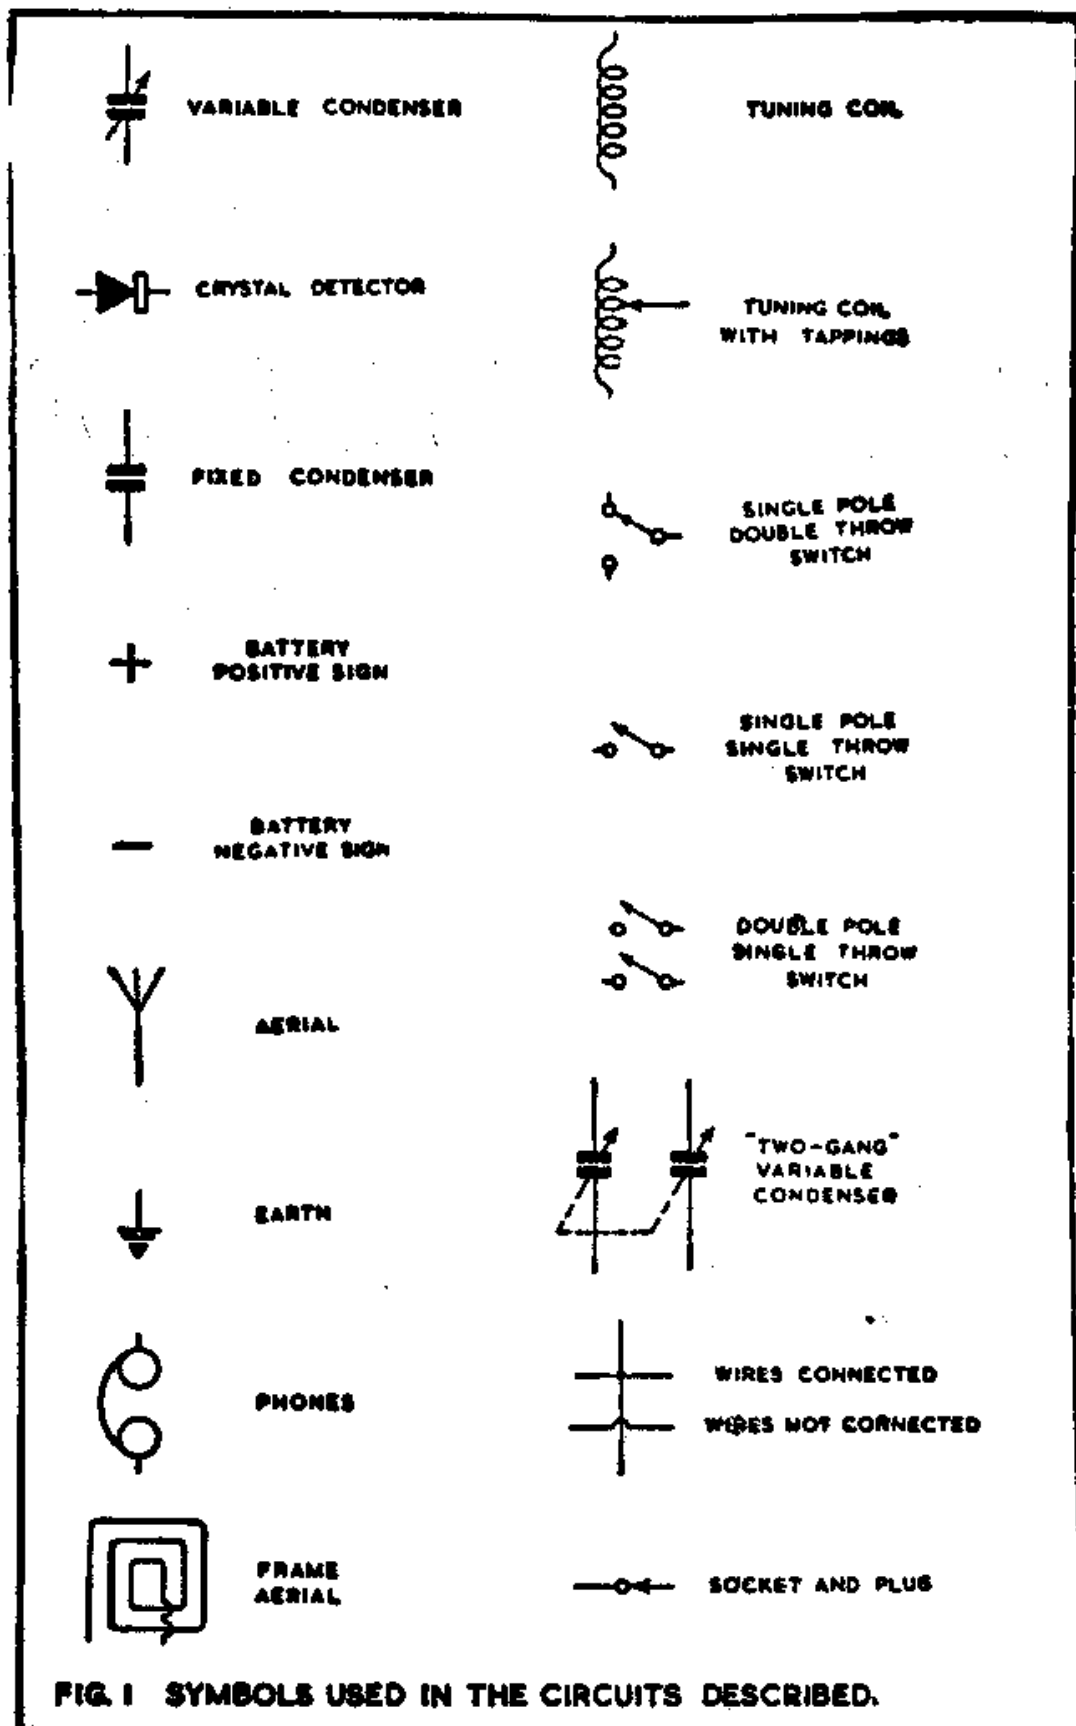 VARIABLE CONDENSER
CRYSTAL DETECTOR
FIXED CONDENSER
BATTERY
POSITIVE SIGN
BATTERY
NEGATIVE SIGN
AERIAL
EARTH
PHONES
FRAME
AERIAL
TUNING COIL
TUNING COIL
WITH TAPPINGS
SINGLE POLE
DOUBLE THROW
SWITCH
SINGLE POLE
SINGLE THROW
SWITCH
DOUBLE POLE
SINGLE THROW
SWITCH
"TWO-GANG"
VARIABLE
CONDENSER
WIRES CONNECTED
WIRES NOT CONNECTED
SOCKET AND PLUG
FIG. 1 SYMBOLS USED IN THE CIRCUITS DESCRIBED.